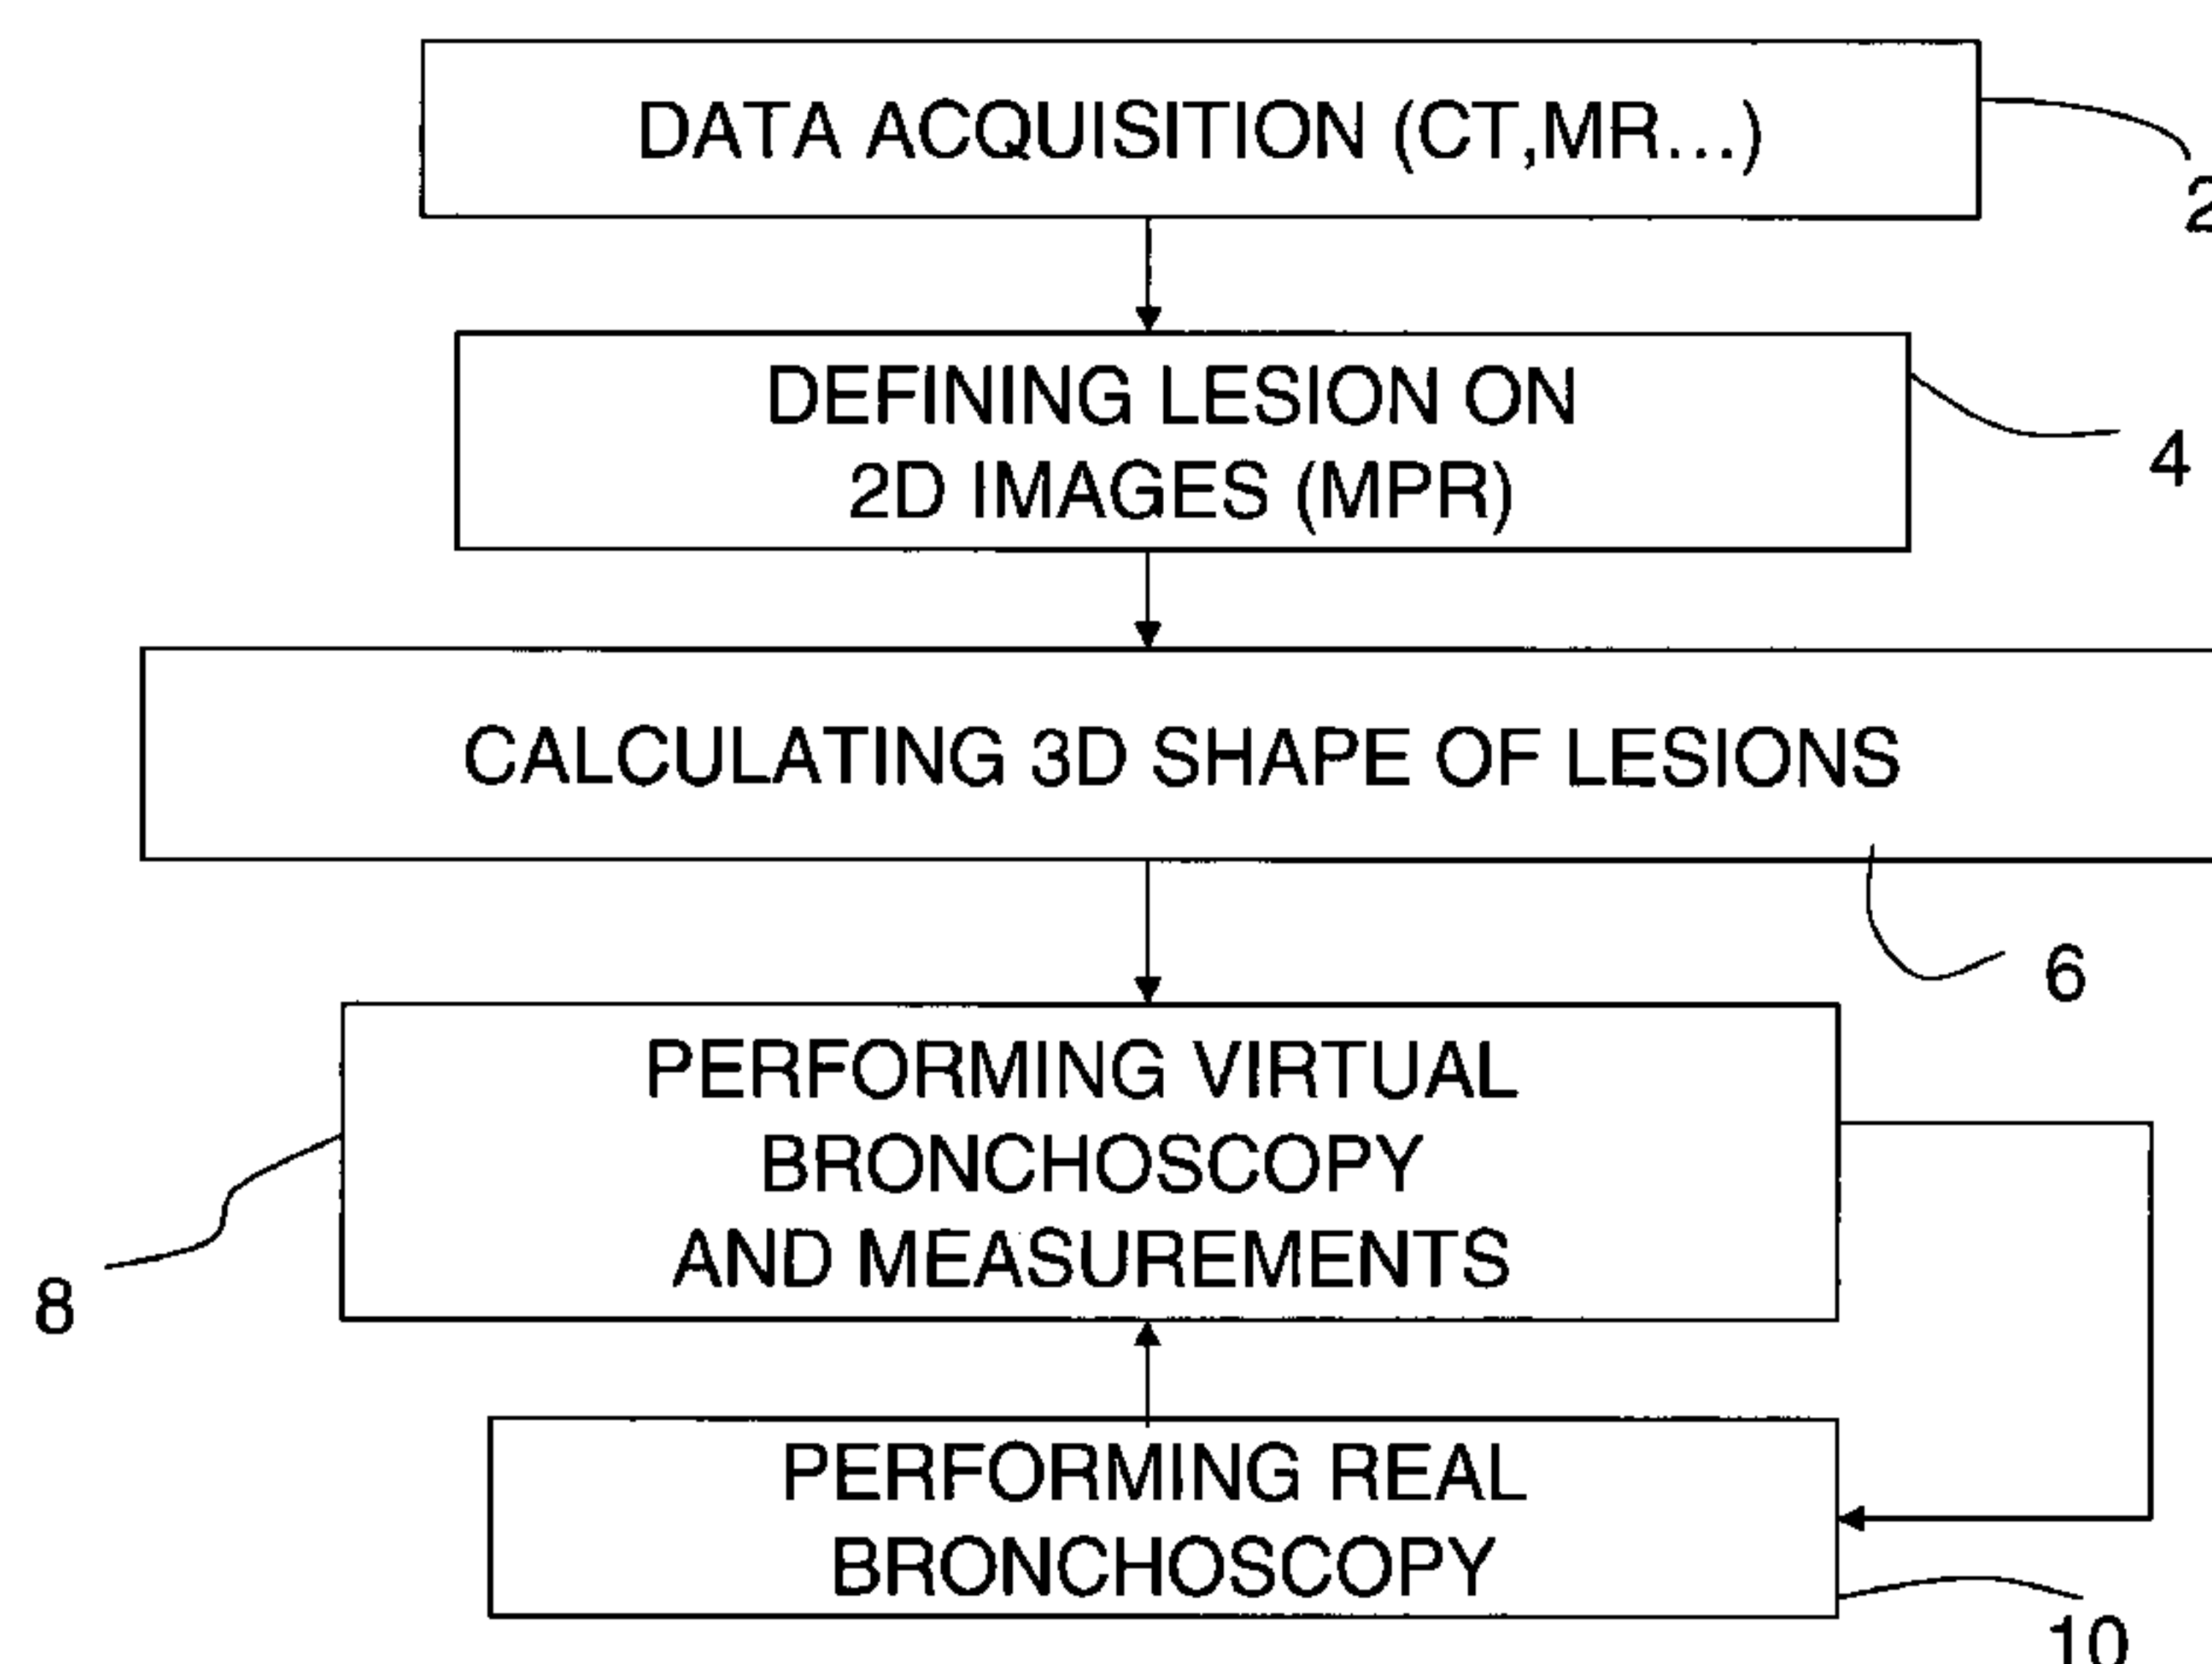 DATA ACQUISITION (CT,MR...)
2
DEFINING LESION ON
2D IMAGES (MPR)
4
CALCULATING 3D SHAPE OF LESIONS
6
PERFORMING VIRTUAL
BRONCHOSCOPY
AND MEASUREMENTS
8
PERFORMING REAL
BRONCHOSCOPY
10